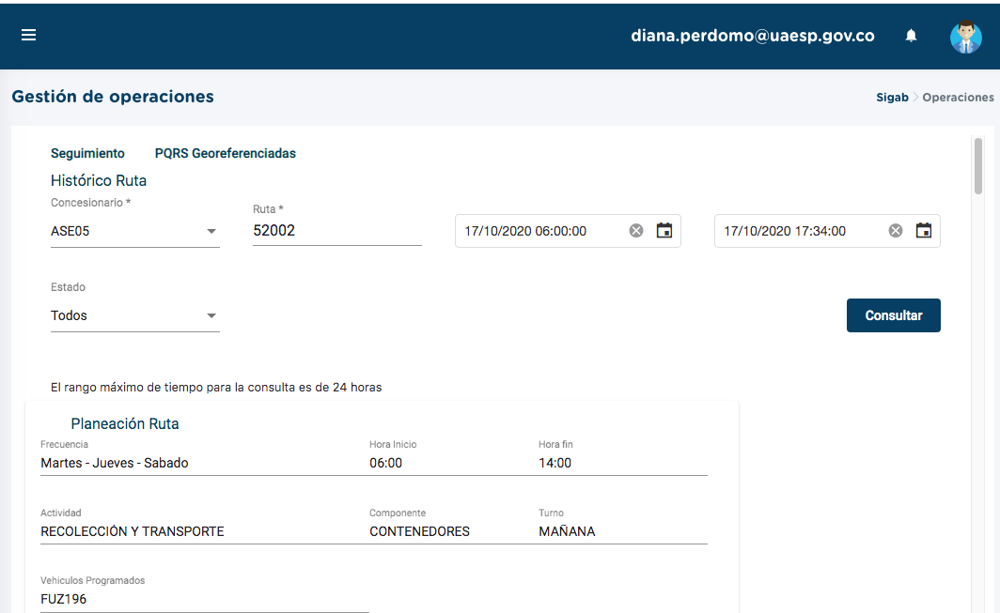 diana.perdomo@uaesp.gov.co
Gestión de operaciones
Sigab > Operaciones
Seguimiento PQRS Georeferenciadas
Histórico Ruta
Concesionario * Ruta *
ASE05 52002 17/10/2020 06:00:00 17/10/2020 17:34:00
Estado
Todos
Consultar
El rango máximo de tiempo para la consulta es de 24 horas
Planeación Ruta
Frecuencia Hora Inicio Hora fin
Martes - Jueves - Sabado 06:00 14:00
Actividad Componente Turno
RECOLECCIÓN Y TRANSPORTE CONTENEDORES MAÑANA
Vehiculos Programados
FUZ196